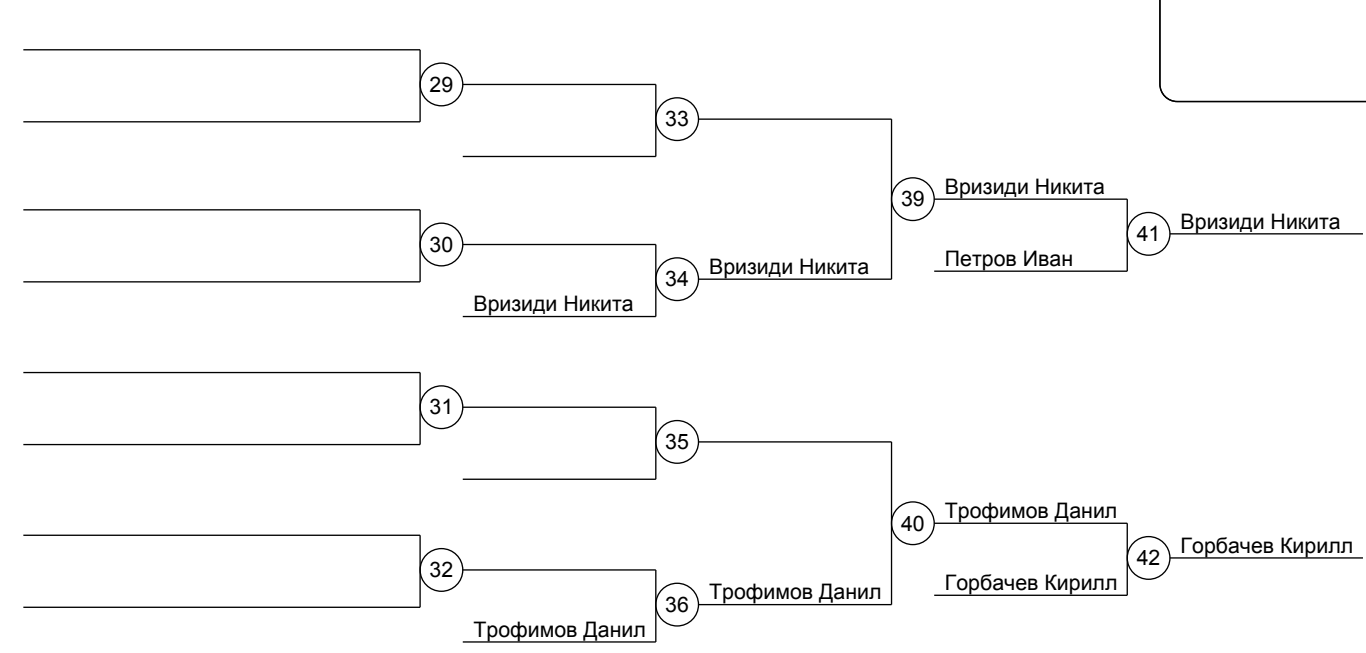 29
33
Вризиди Никита
39
Вризиди Никита
41
30
Петров Иван
Вризиди Никита
34
Вризиди Никита
31
35
Трофимов Данил
40
Горбачев Кирилл
42
32
Горбачев Кирилл
Трофимов Данил
36
Трофимов Данил